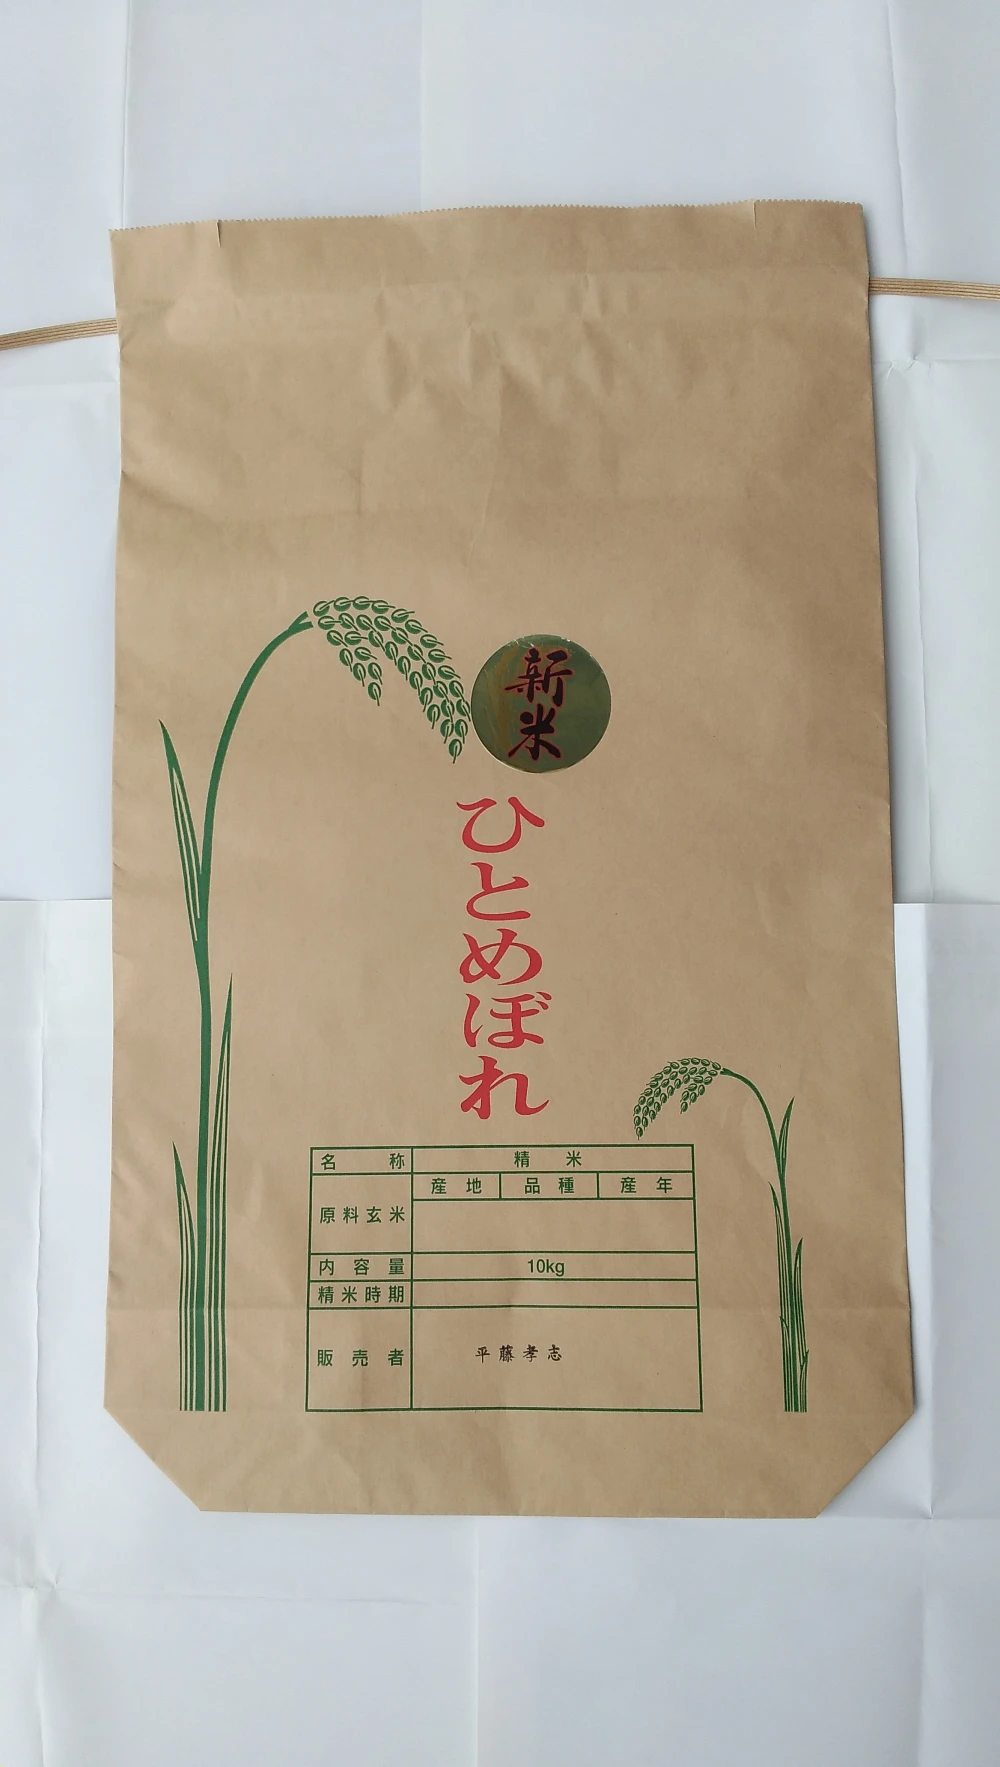 新米
ひとめぼれ
名称 精米
原料玄米 産地 品種 産年
内容量 10kg
精米時期
販売者 平藤孝志